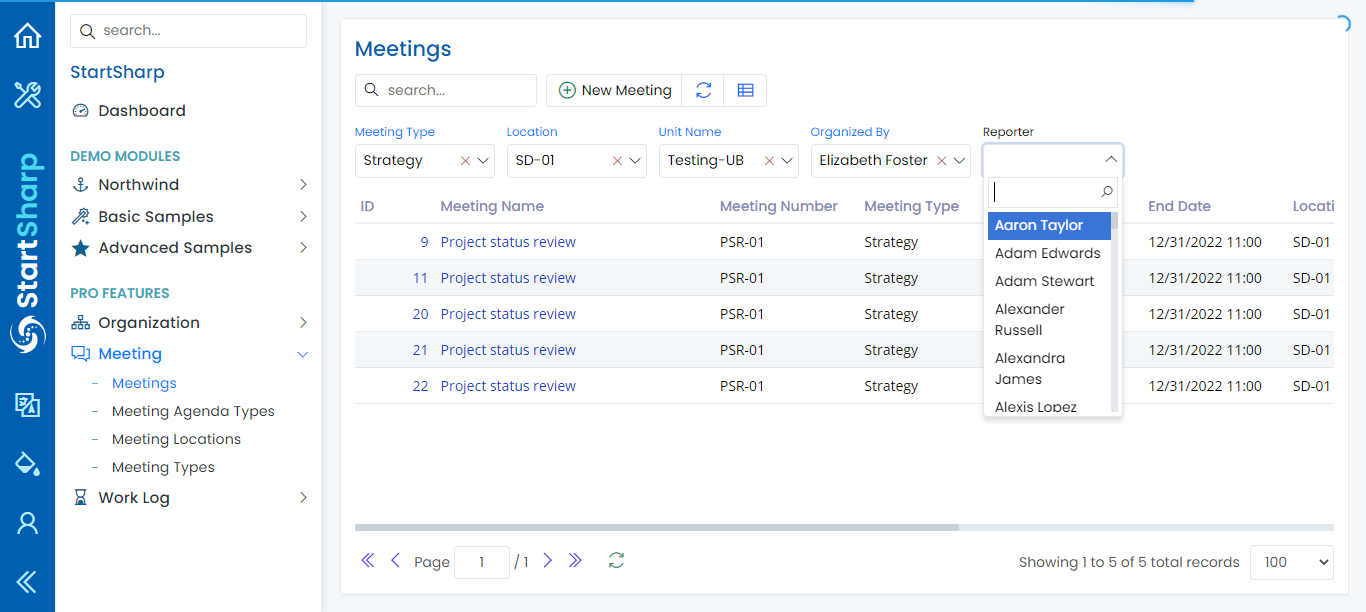 StartSharp
search...
StartSharp
Dashboard
DEMO MODULES
Northwind
Basic Samples
Advanced Samples
PRO FEATURES
Organization
Meeting
Meetings
Meeting Agenda Types
Meeting Locations
Meeting Types
Work Log
Meetings
search...
New Meeting
Meeting Type Location Unit Name Organized By Reporter
Strategy SD-01 Testing-UB Elizabeth Foster
ID Meeting Name Meeting Number Meeting Type End Date Locati
9 Project status review PSR-01 Strategy 12/31/2022 11:00 SD-01
11 Project status review PSR-01 Strategy 12/31/2022 11:00 SD-01
20 Project status review PSR-01 Strategy 12/31/2022 11:00 SD-01
21 Project status review PSR-01 Strategy 12/31/2022 11:00 SD-01
22 Project status review PSR-01 Strategy 12/31/2022 11:00 SD-01
Aaron Taylor
Adam Edwards
Adam Stewart
Alexander
Russell
Alexandra
James
Alexis Lopez
Page 1 / 1
Showing 1 to 5 of 5 total records 100